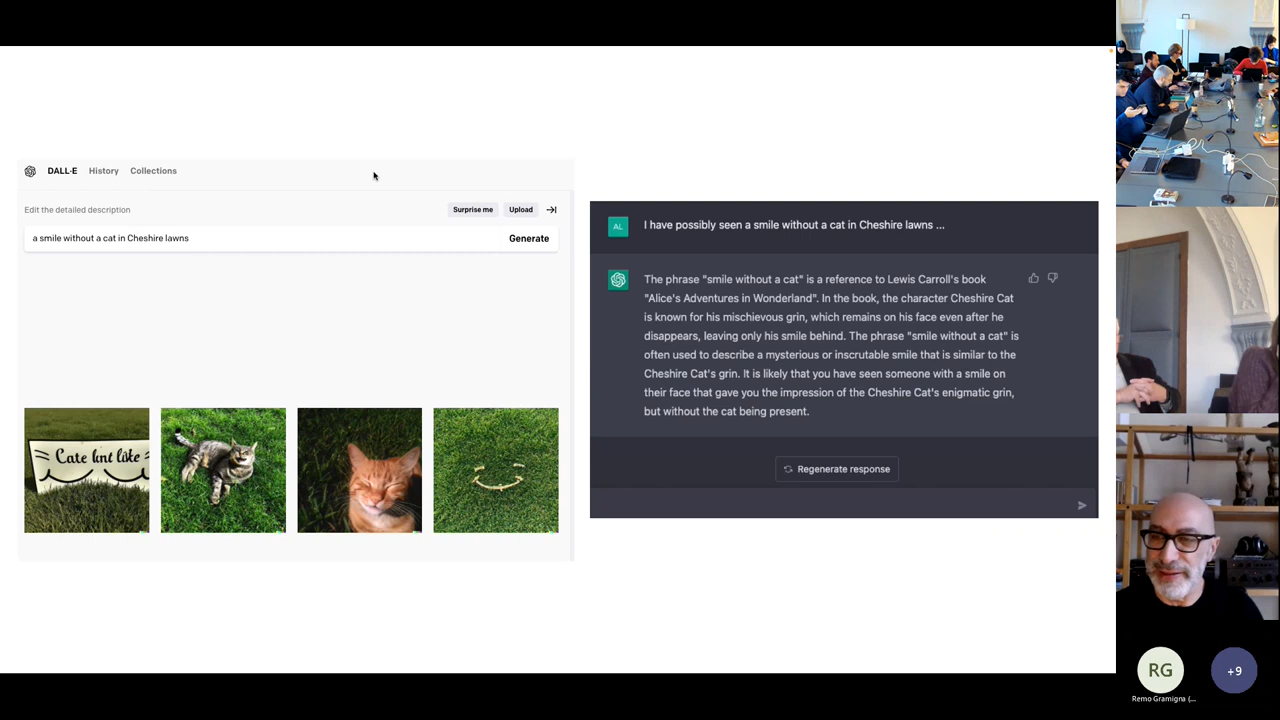 DALL·E History Collections
Edit the detailed description
Surprise me
Upload
a smile without a cat in Cheshire lawns
Generate
Cate
like
AL
I have possibly seen a smile without a cat in Cheshire lawns ...
The phrase "smile without a cat" is a reference to Lewis Carroll's book
"Alice's Adventures in Wonderland". In the book, the character Cheshire Cat
is known for his mischievous grin, which remains on his face even after he
disappears, leaving only his smile behind. The phrase "smile without a cat" is
often used to describe a mysterious or inscrutable smile that is similar to the
Cheshire Cat's grin. It is likely that you have seen someone with a smile on
their face that gave you the impression of the Cheshire Cat's enigmatic grin,
but without the cat being present.
Regenerate response
RG
Remo Gramigna (...
+9